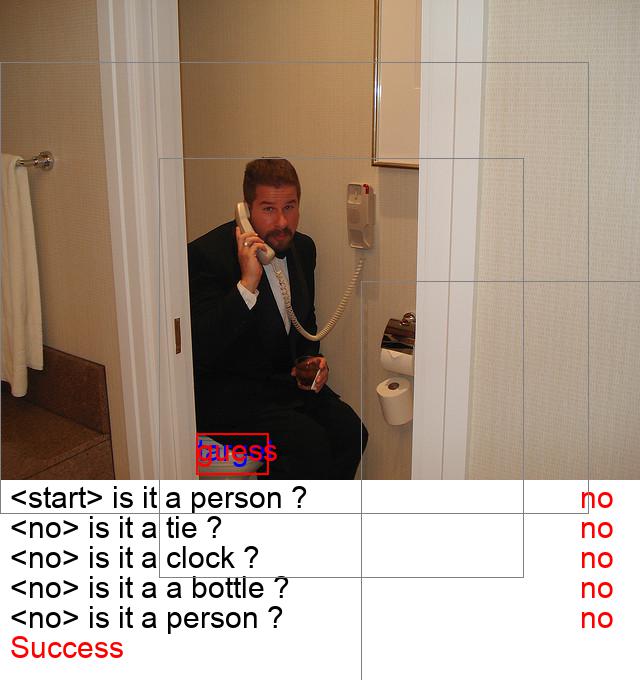 guess
<start> is it a person ? no
<no> is it a tie ? no
<no> is it a clock ? no
<no> is it a a bottle ? no
<no> is it a person ? no
Success